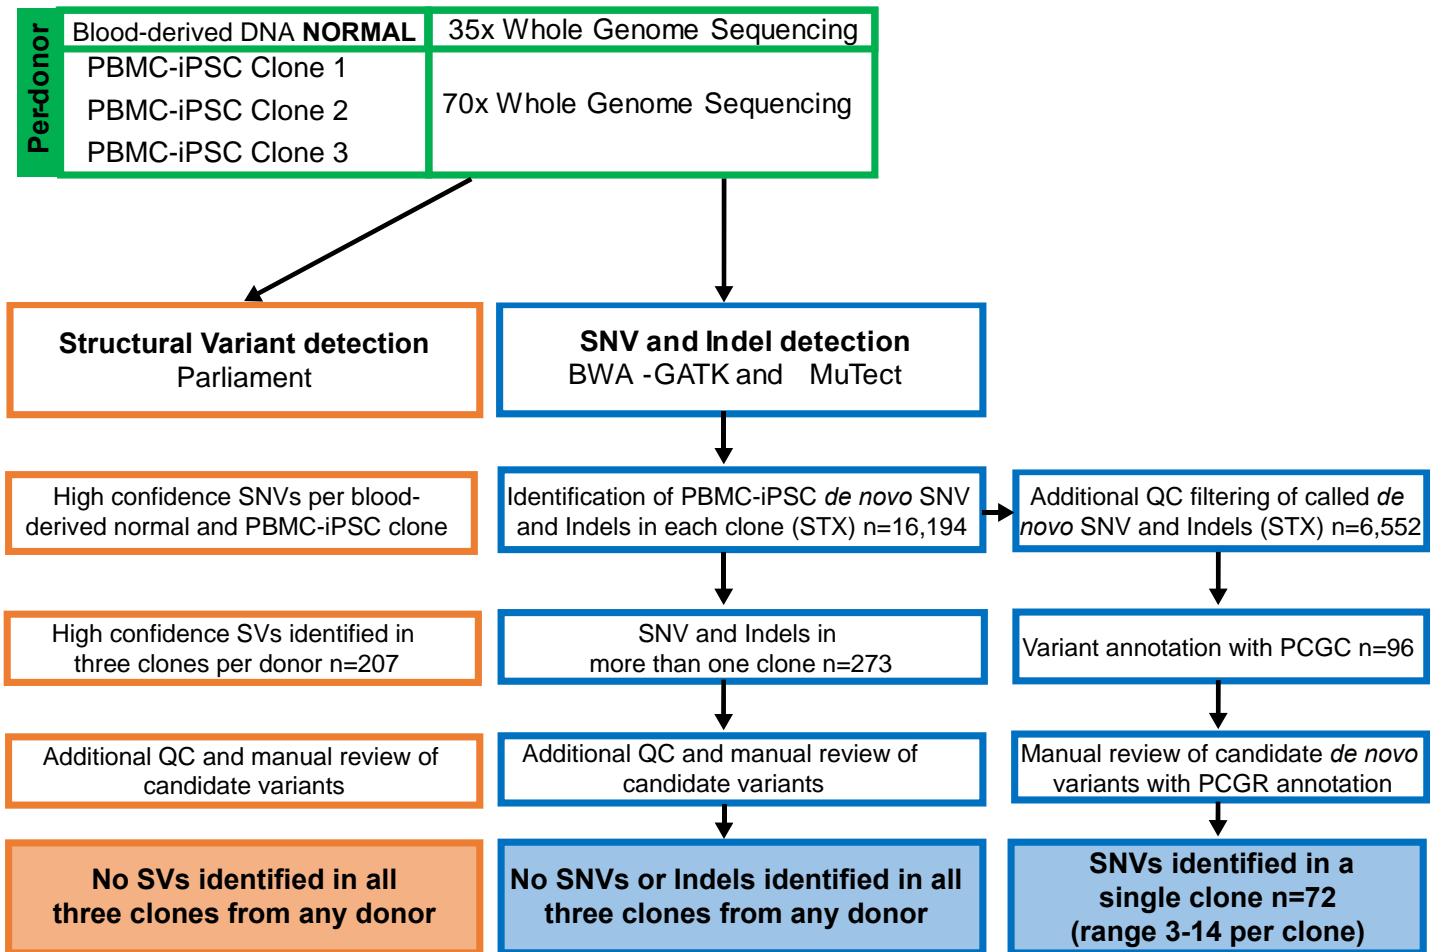 Per-donor
Blood-derived DNA NORMAL
35x Whole Genome Sequencing
PBMC-iPSC Clone 1
PBMC-iPSC Clone 2
PBMC-iPSC Clone 3
70x Whole Genome Sequencing
Structural Variant detection
Parliament
SNV and Indel detection
BWA -GATK and MuTect
High confidence SNVs per blood-
derived normal and PBMC-iPSC clone
Identification of PBMC-iPSC de novo SNV
and Indels in each clone (STX) n=16,194
Additional QC filtering of called de
novo SNV and Indels (STX) n=6,552
High confidence SVs identified in
three clones per donor n=207
SNV and Indels in
more than one clone n=273
Variant annotation with PCGC n=96
Additional QC and manual review of
candidate variants
Additional QC and manual review of
candidate variants
Manual review of candidate de novo
variants with PCGR annotation
No SVs identified in all
three clones from any donor
No SNVs or Indels identified in all
three clones from any donor
SNVs identified in a
single clone n=72
(range 3-14 per clone)